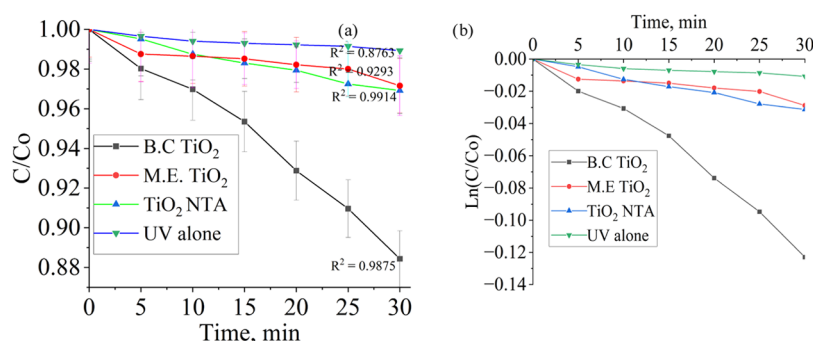 (a)
R² = 0.8763
R² = 0.9293
R² = 0.9914
R² = 0.9875
1.00
0.98
0.96
0.94
0.92
0.90
0.88
C/Co
B.C TiO₂
M.E. TiO₂
TiO₂ NTA
UV alone
0 5 10 15 20 25 30
Time, min
(b)
Time, min
0 5 10 15 20 25 30
0.00
−0.02
−0.04
−0.06
−0.08
−0.10
−0.12
−0.14
Ln(C/Co)
B.C TiO₂
M.E TiO₂
TiO₂ NTA
UV alone